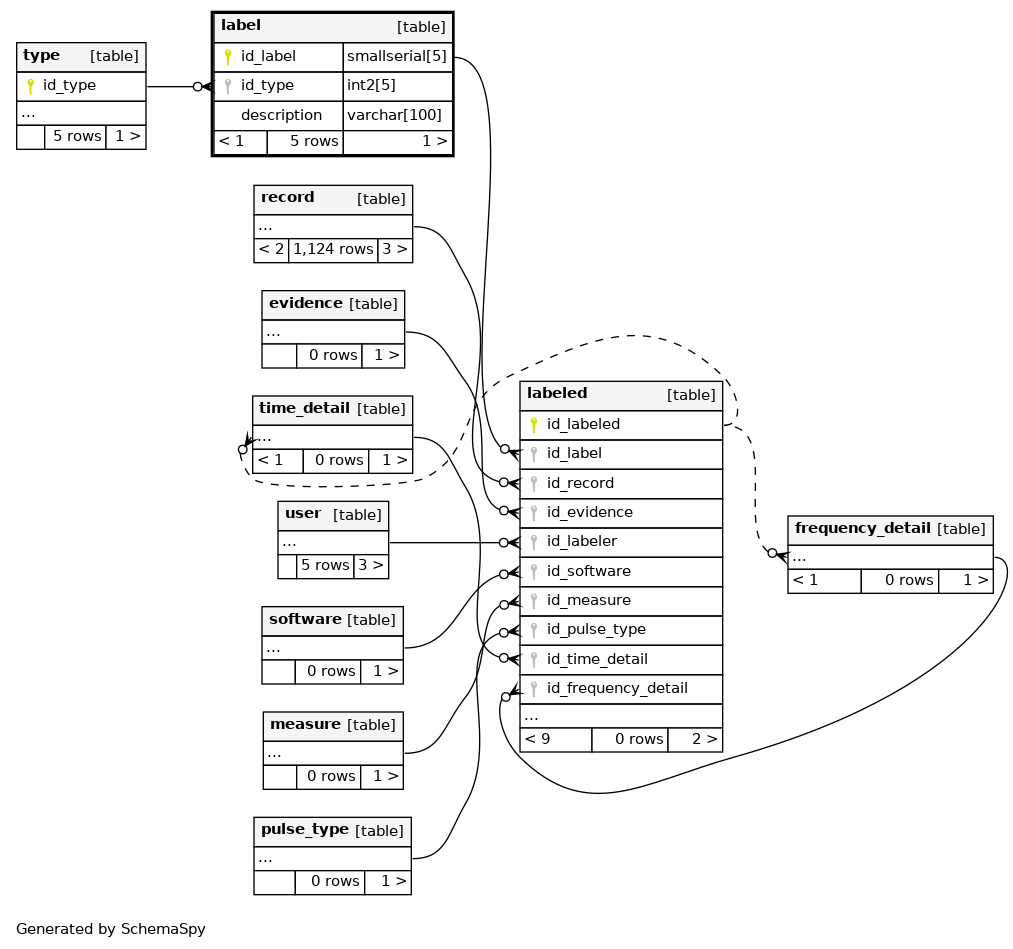 label [table]
id_label smallserial[5]
id_type int2[5]
description varchar[100]
< 1 5 rows 1 >
type [table]
id_type
...
5 rows 1 >
record [table]
...
< 2 1,124 rows 3 >
evidence [table]
...
0 rows 1 >
time_detail [table]
...
< 1 0 rows 1 >
user [table]
...
5 rows 3 >
software [table]
...
0 rows 1 >
measure [table]
...
0 rows 1 >
pulse_type [table]
...
0 rows 1 >
labeled [table]
id_labeled
id_label
id_record
id_evidence
id_labeler
id_software
id_measure
id_pulse_type
id_time_detail
id_frequency_detail
...
< 9 0 rows 2 >
frequency_detail [table]
...
< 1 0 rows 1 >
Generated by SchemaSpy